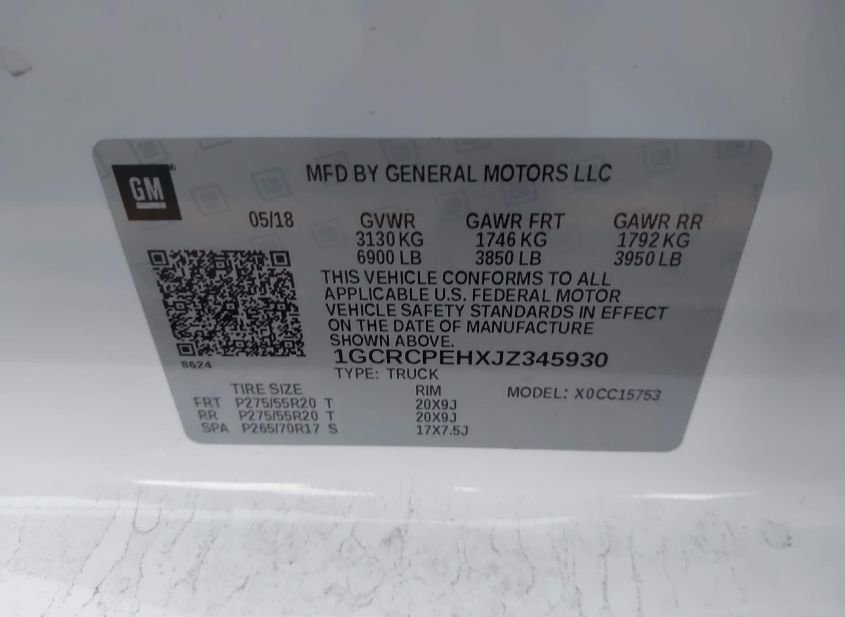 GM
MFD BY GENERAL MOTORS LLC
05/18 GVWR GAWR FRT GAWR RR
3130 KG 1746 KG 1792 KG
6900 LB 3850 LB 3950 LB
THIS VEHICLE CONFORMS TO ALL
APPLICABLE U.S. FEDERAL MOTOR
VEHICLE SAFETY STANDARDS IN EFFECT
ON THE DATE OF MANUFACTURE
SHOWN ABOVE.
1GCRCPEHXJZ345930
8624
TYPE: TRUCK
TIRE SIZE RIM MODEL: X0CC15753
FRT P275/55R20 T 20X9J
RR P275/55R20 T 20X9J
SPA P265/70R17 S 17X7.5J